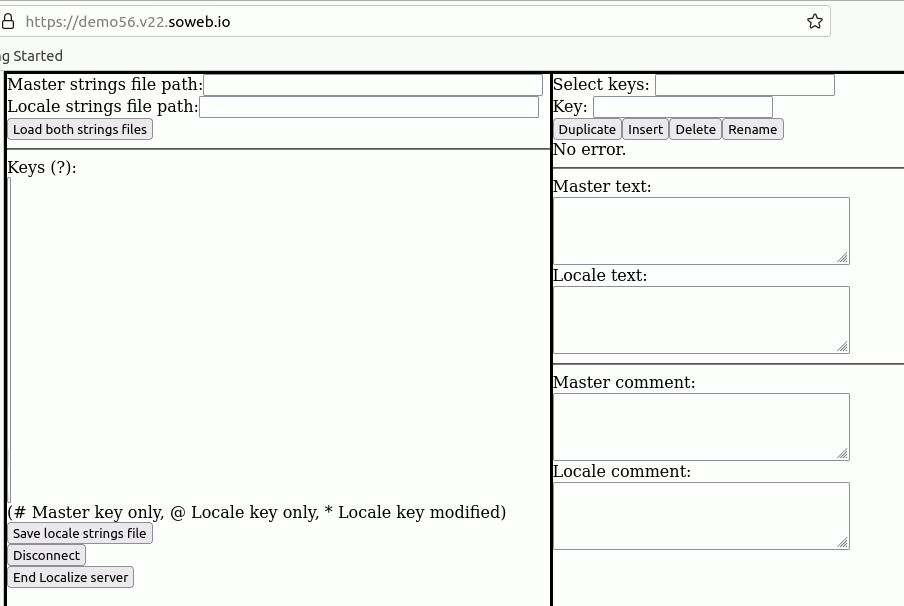 https://demo56.v22.soweb.io
Started
Master strings file path:
Locale strings file path:
Load both strings files
Keys (?):
(# Master key only, @ Locale key only, * Locale key modified)
Save locale strings file
Disconnect
End Localize server
Select keys:
Key:
Duplicate Insert Delete Rename
No error.
Master text:
Locale text:
Master comment:
Locale comment: